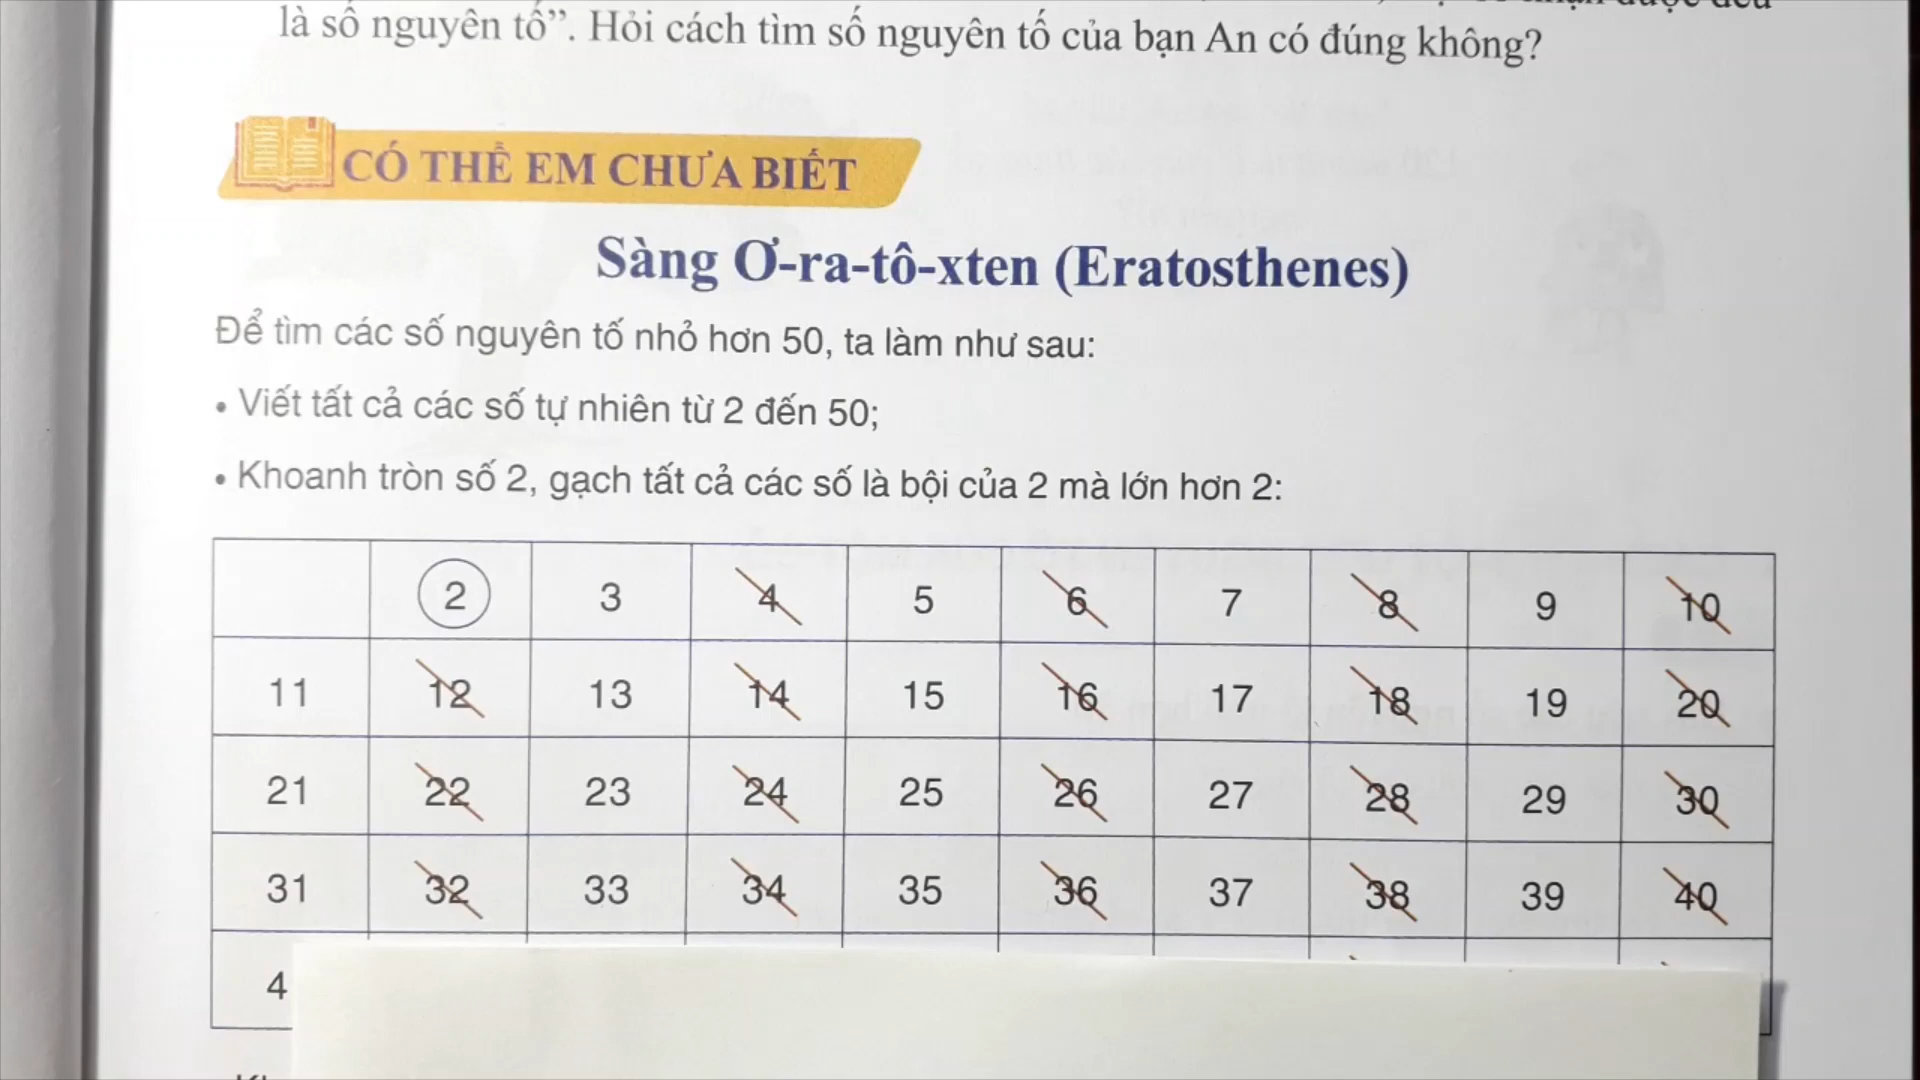 là số nguyên tố”. Hỏi cách tìm số nguyên tố của bạn An có đúng không?
CÓ THỂ EM CHƯA BIẾT
Sàng Ơ-ra-tô-xten (Eratosthenes)
Để tìm các số nguyên tố nhỏ hơn 50, ta làm như sau:
• Viết tất cả các số tự nhiên từ 2 đến 50;
• Khoanh tròn số 2, gạch tất cả các số là bội của 2 mà lớn hơn 2:
2 3 4 5 6 7 8 9 10
11 12 13 14 15 16 17 18 19 20
21 22 23 24 25 26 27 28 29 30
31 32 33 34 35 36 37 38 39 40
4